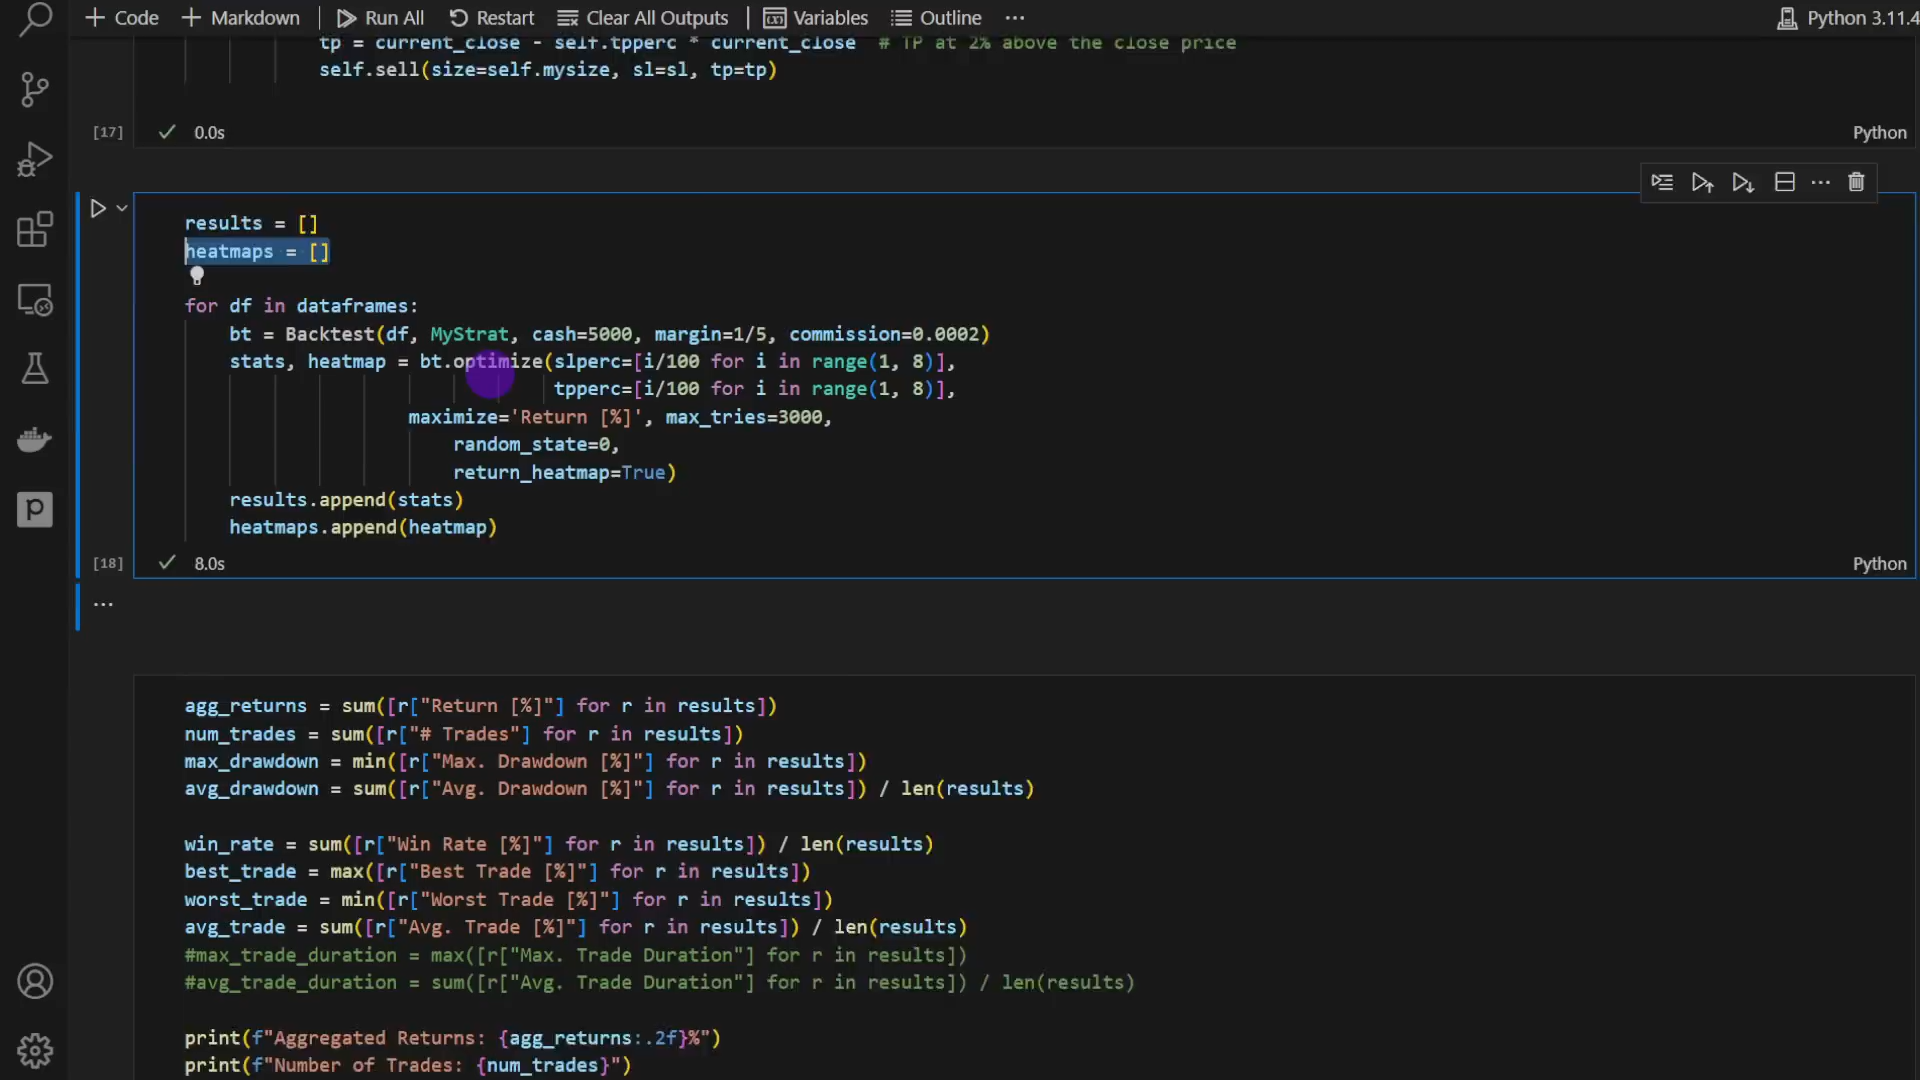 Code Markdown Run All Restart Clear All Outputs Variables Outline ··· Python 3.11.4
tp = current_close - self.tpperc * current_close  # TP at 2% above the close price
self.sell(size=self.mysize, sl=sl, tp=tp)
[17] 0.0s Python
results = []
heatmaps = []
for df in dataframes:
bt = Backtest(df, MyStrat, cash=5000, margin=1/5, commission=0.0002)
stats, heatmap = bt.optimize(slperc=[i/100 for i in range(1, 8)],
tpperc=[i/100 for i in range(1, 8)],
maximize='Return [%]', max_tries=3000,
random_state=0,
return_heatmap=True)
results.append(stats)
heatmaps.append(heatmap)
[18] 8.0s Python
···
agg_returns = sum([r["Return [%]"] for r in results])
num_trades = sum([r["# Trades"] for r in results])
max_drawdown = min([r["Max. Drawdown [%]"] for r in results])
avg_drawdown = sum([r["Avg. Drawdown [%]"] for r in results]) / len(results)
win_rate = sum([r["Win Rate [%]"] for r in results]) / len(results)
best_trade = max([r["Best Trade [%]"] for r in results])
worst_trade = min([r["Worst Trade [%]"] for r in results])
avg_trade = sum([r["Avg. Trade [%]"] for r in results]) / len(results)
#max_trade_duration = max([r["Max. Trade Duration"] for r in results])
#avg_trade_duration = sum([r["Avg. Trade Duration"] for r in results]) / len(results)
print(f"Aggregated Returns: {agg_returns:.2f}%")
print(f"Number of Trades: {num_trades}")